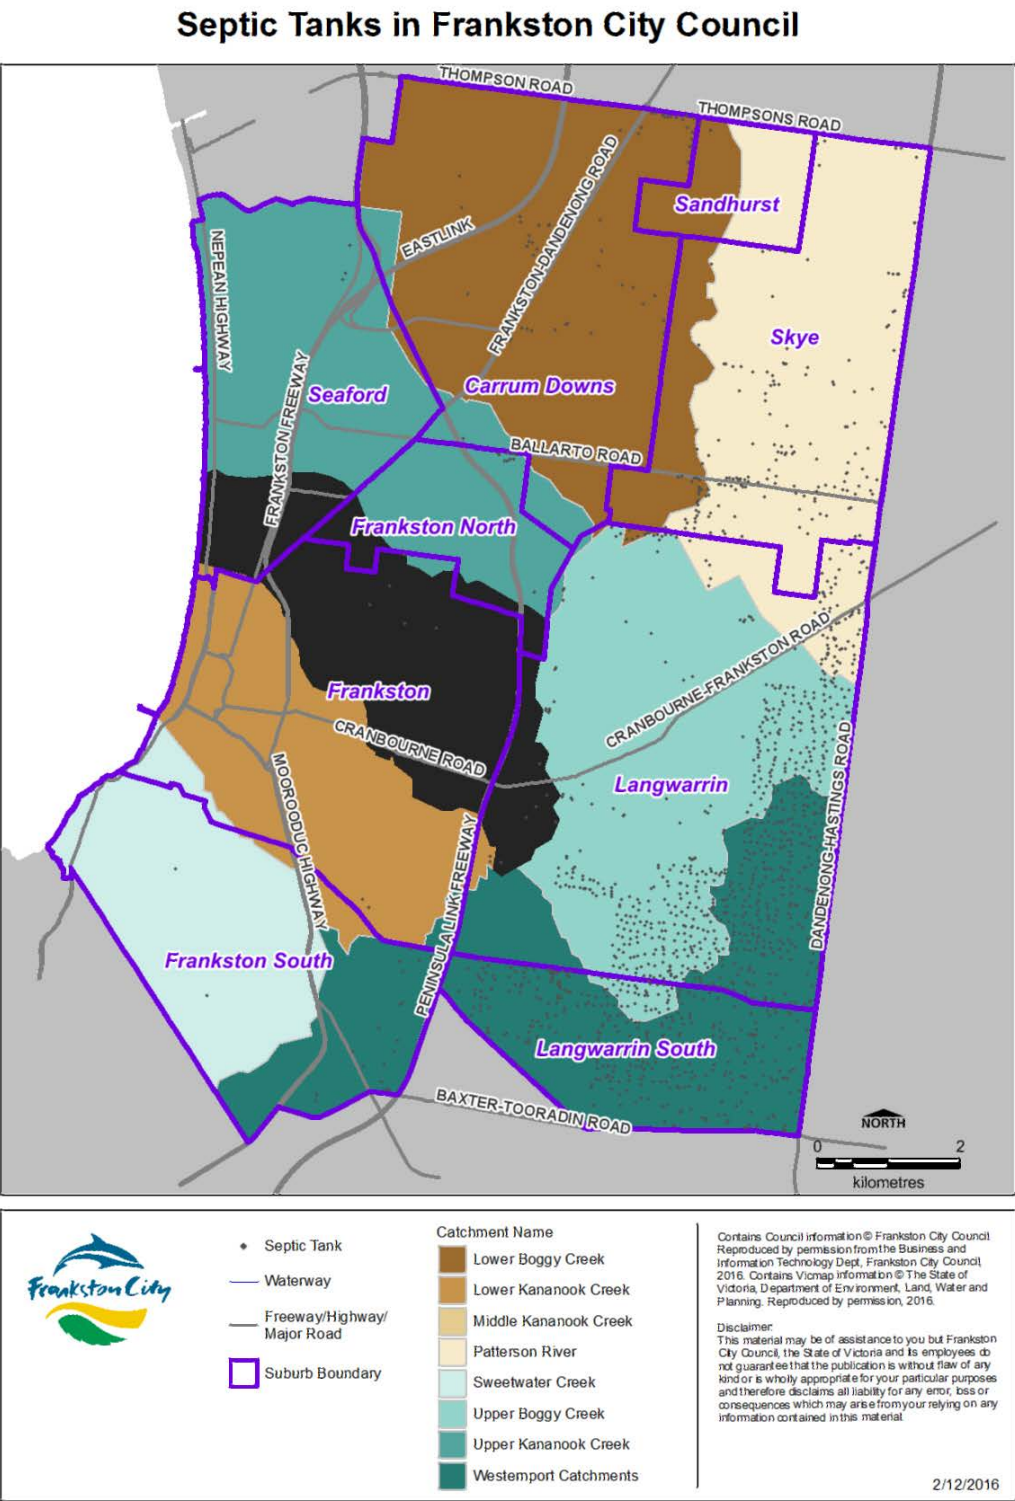 Septic Tanks in Frankston City Council
THOMPSON ROAD
THOMPSONS ROAD
Sandhurst
EASTLINK
FRANKSTON-DANDENONG ROAD
NEPEAN HIGHWAY
Skye
FRANKSTON FREEWAY
Seaford
Carrum Downs
BALLARTO ROAD
Frankston North
Frankston
CRANBOURNE-FRANKSTON ROAD
CRANBOURNE ROAD
Langwarrin
MOOROODUC HIGHWAY
DANDENONG-HASTINGS ROAD
PENINSULA LINK FREEWAY
Frankston South
Langwarrin South
BAXTER-TOORADIN ROAD
NORTH
0 2
kilometres
Frankston City
Septic Tank
Waterway
Freeway/Highway/
Major Road
Suburb Boundary
Catchment Name
Lower Boggy Creek
Lower Kananook Creek
Middle Kananook Creek
Patterson River
Sweetwater Creek
Upper Boggy Creek
Upper Kananook Creek
Westernport Catchments
Contains Council information © Frankston City Council.
Reproduced by permission from the Business and
Information Technology Dept, Frankston City Council,
2016. Contains Vicmap information © The State of
Victoria, Department of Environment, Land, Water and
Planning. Reproduced by permission, 2016.
Disclaimer:
This material may be of assistance to you but Frankston
City Council, the State of Victoria and its employees do
not guarantee that the publication is without flaw of any
kind or is wholly appropriate for your particular purposes
and therefore disclaims all liability for any error, loss or
consequences which may arise from your relying on any
information contained in this material.
2/12/2016